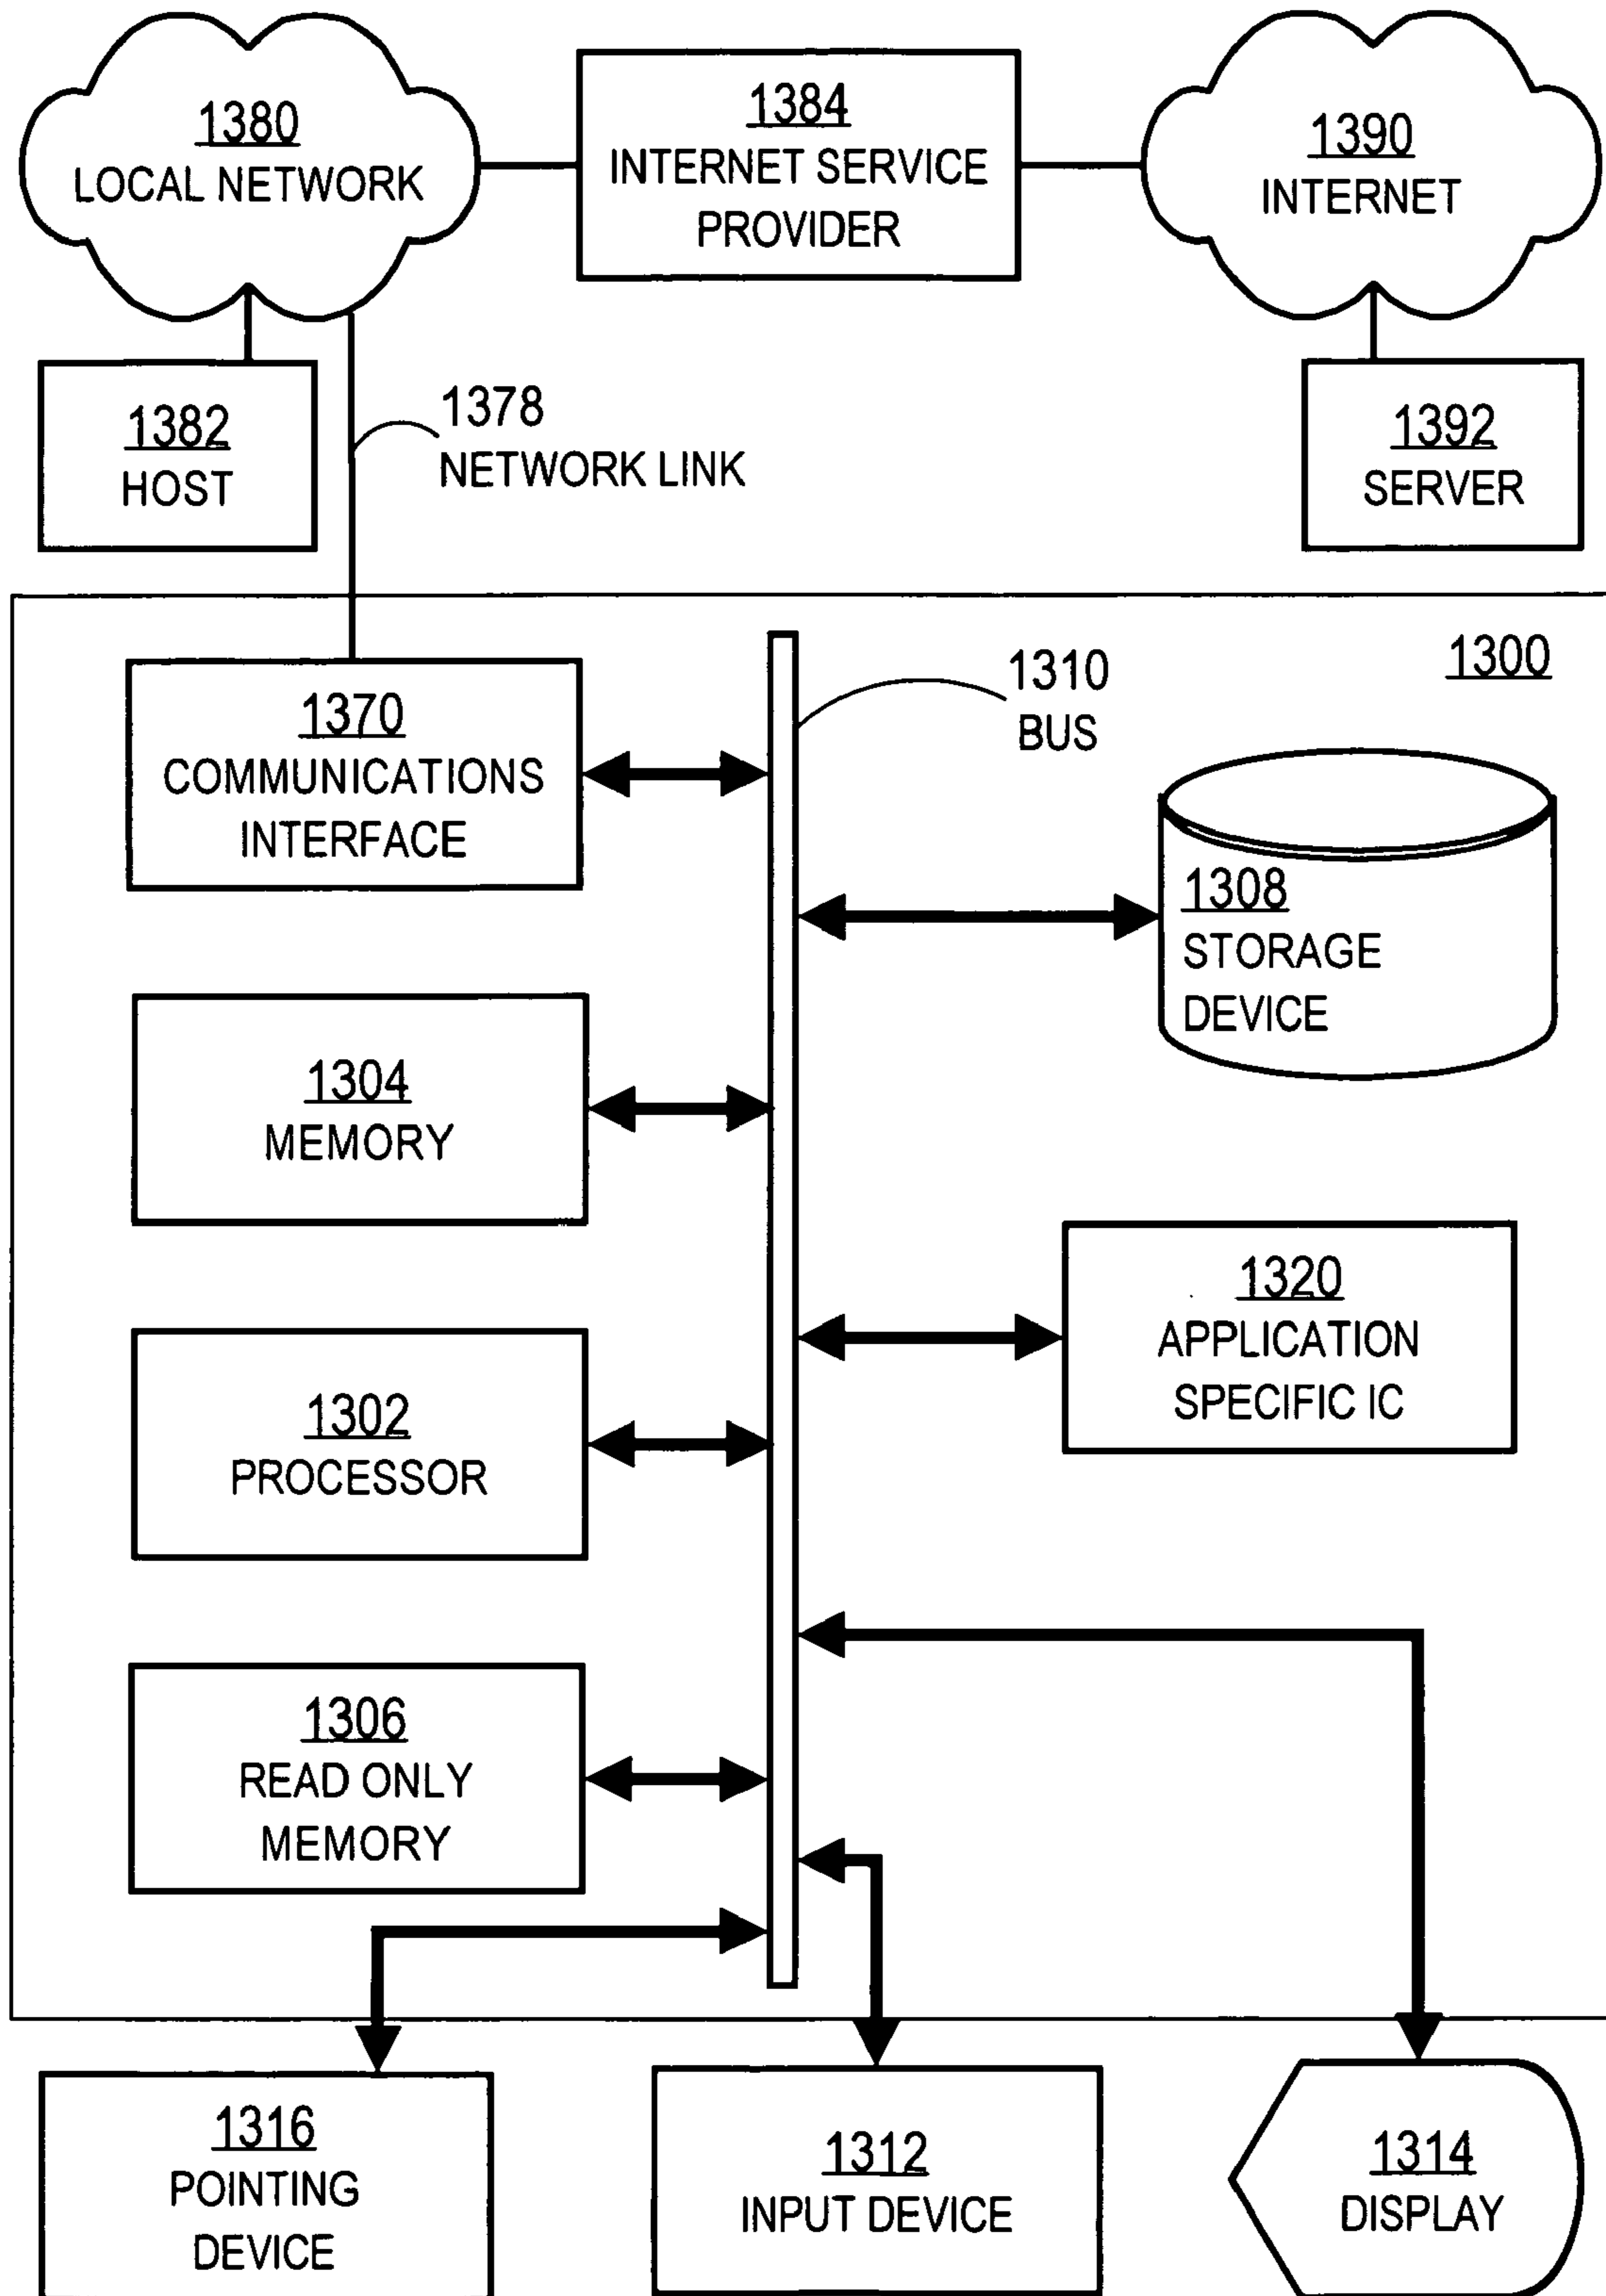 1380
LOCAL NETWORK
1384
INTERNET SERVICE
PROVIDER
1390
INTERNET
1382
HOST
1378
NETWORK LINK
1392
SERVER
1300
1370
COMMUNICATIONS
INTERFACE
1310
BUS
1308
STORAGE
DEVICE
1304
MEMORY
1320
APPLICATION
SPECIFIC IC
1302
PROCESSOR
1306
READ ONLY
MEMORY
1316
POINTING
DEVICE
1312
INPUT DEVICE
1314
DISPLAY